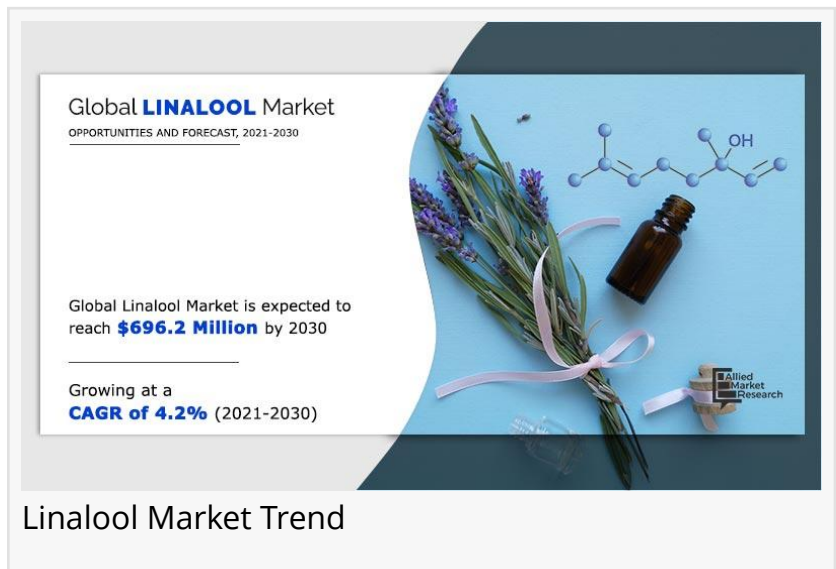 Global LINALOOL Market
OPPORTUNITIES AND FORECAST, 2021-2030
OH
Global Linalool Market is expected to
reach $696.2 Million by 2030
Growing at a
CAGR of 4.2% (2021-2030)
Allied
Market
Research
Linalool Market Trend